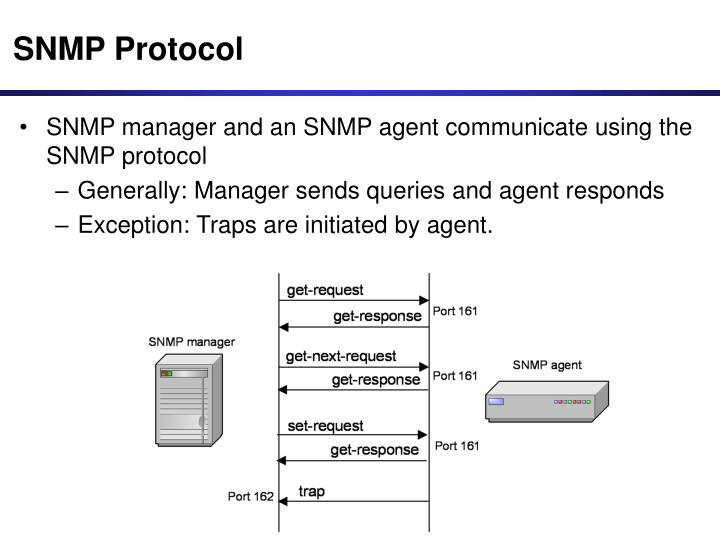 SNMP Protocol
• SNMP manager and an SNMP agent communicate using the
SNMP protocol
– Generally: Manager sends queries and agent responds
– Exception: Traps are initiated by agent.
get-request
Port 161
get-response
SNMP manager
get-next-request
SNMP agent
Port 161
get-response
set-request
Port 161
get-response
trap
Port 162